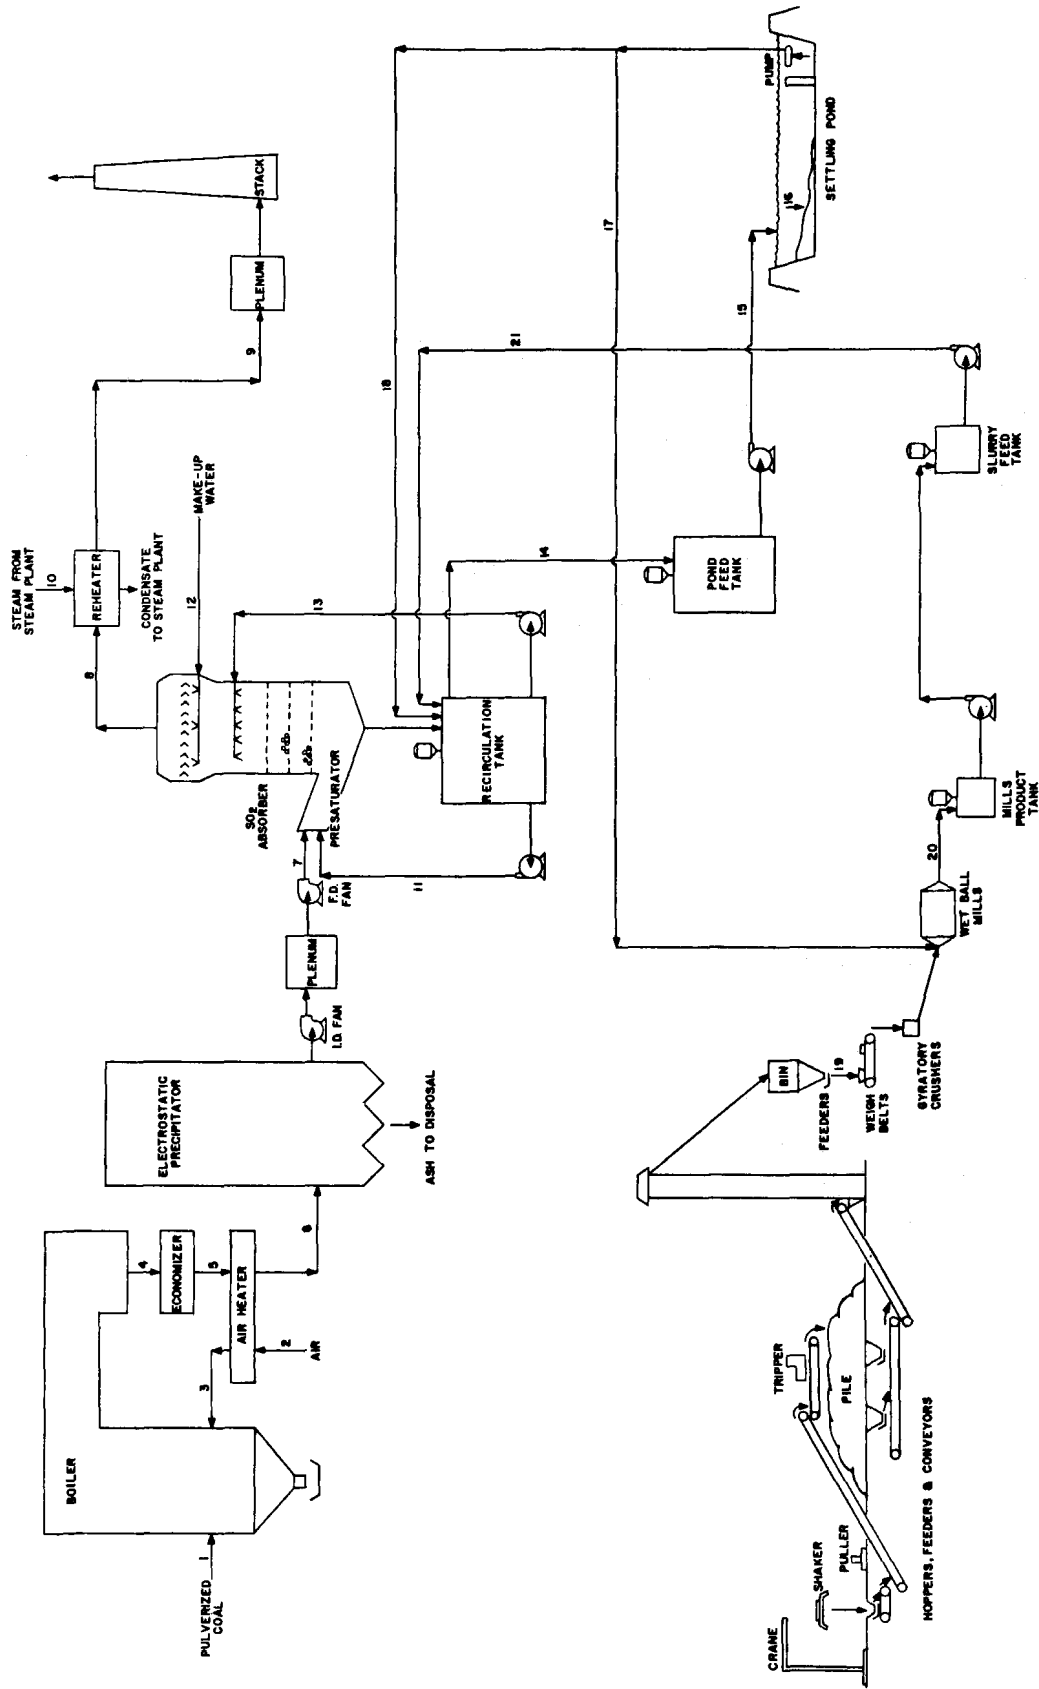 PULVERIZED
COAL
1
BOILER
3
2
AIR
AIR HEATER
4
ECONOMIZER
5
6
ELECTROSTATIC
PRECIPITATOR
ASH TO DISPOSAL
I.D. FAN
PLENUM
F.D.
FAN
7
11
SO2
ABSORBER
PRESATURATOR
RECIRCULATION
TANK
8
12
13
MAKE-UP
WATER
STEAM FROM
STEAM PLANT
10
REHEATER
CONDENSATE
TO STEAM PLANT
9
PLENUM
STACK
18
21
14
17
POND
FEED
TANK
15
16
PUMP
SETTLING POND
CRANE
SHAKER
PULLER
TRIPPER
PILE
HOPPERS, FEEDERS & CONVEYORS
BIN
FEEDERS
19
WEIGH
BELTS
GYRATORY
CRUSHERS
WET BALL
MILLS
20
MILLS
PRODUCT
TANK
SLURRY
FEED
TANK